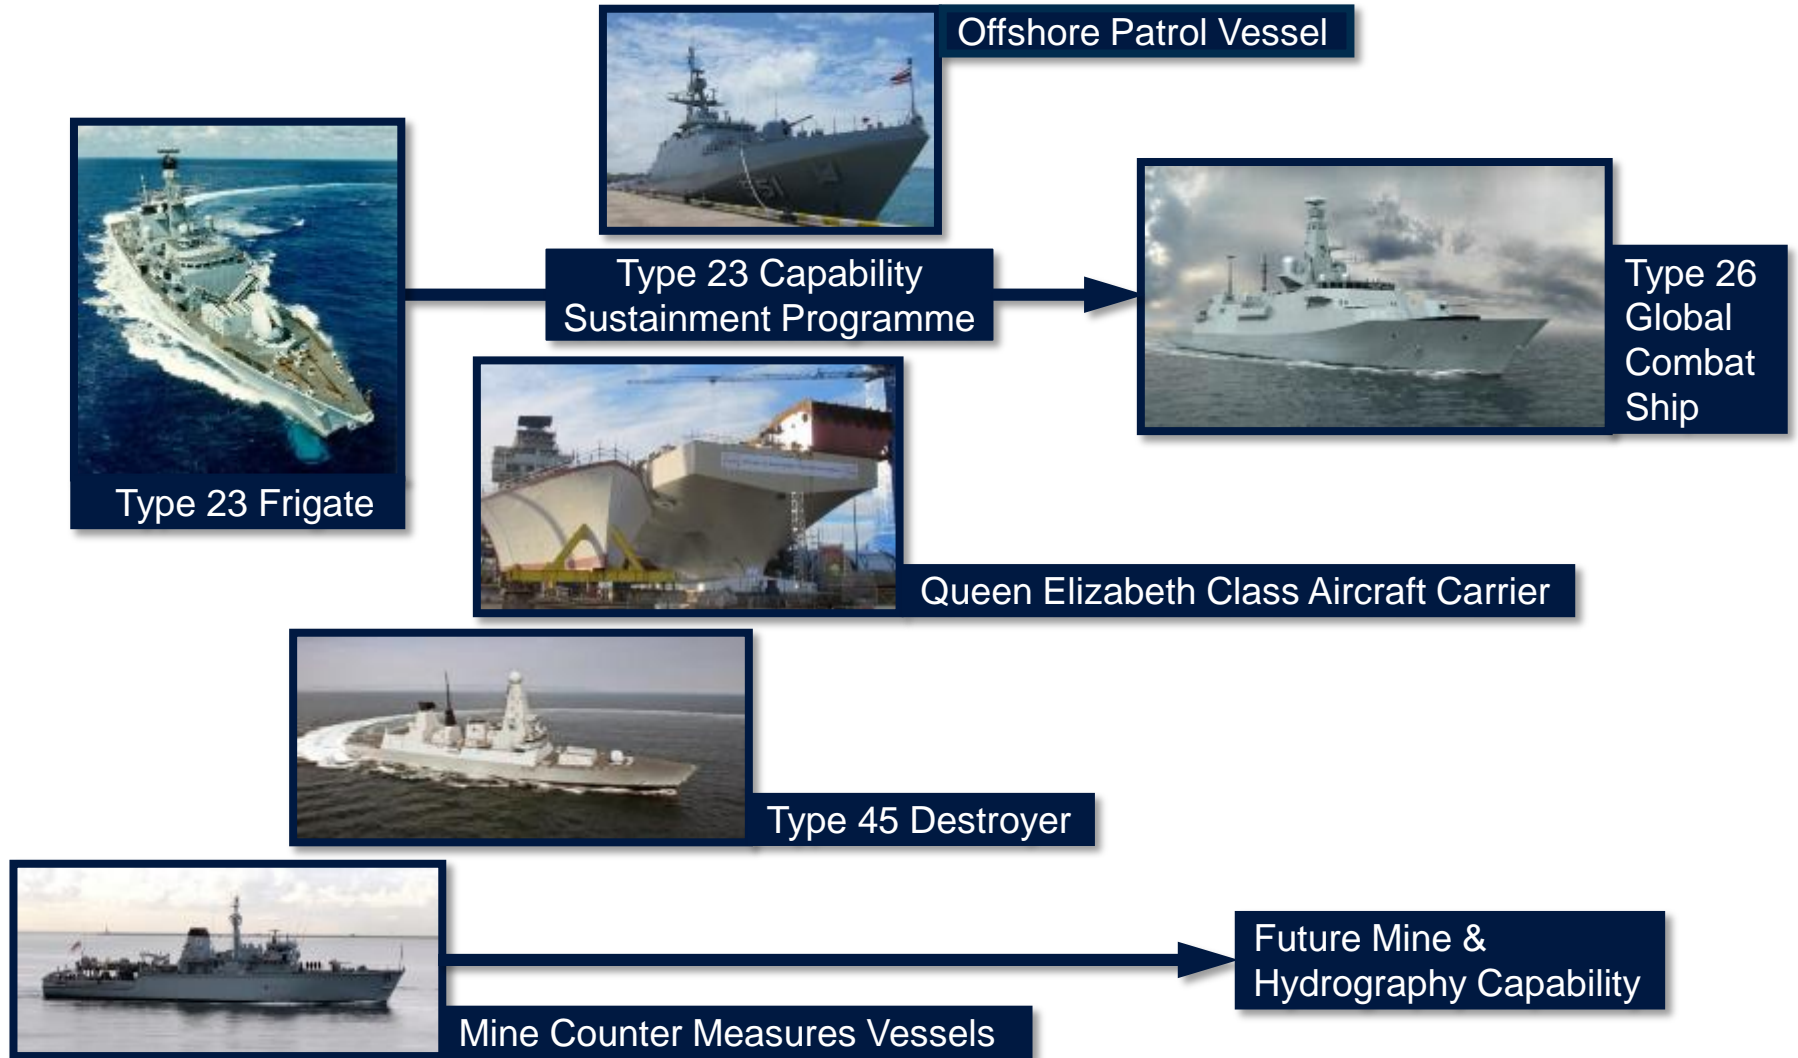 Offshore Patrol Vessel
551
Type 23 Capability
Sustainment Programme
Type 26
Global
Combat
Ship
Type 23 Frigate
Queen Elizabeth Class Aircraft Carrier
Type 45 Destroyer
Future Mine &
Hydrography Capability
Mine Counter Measures Vessels